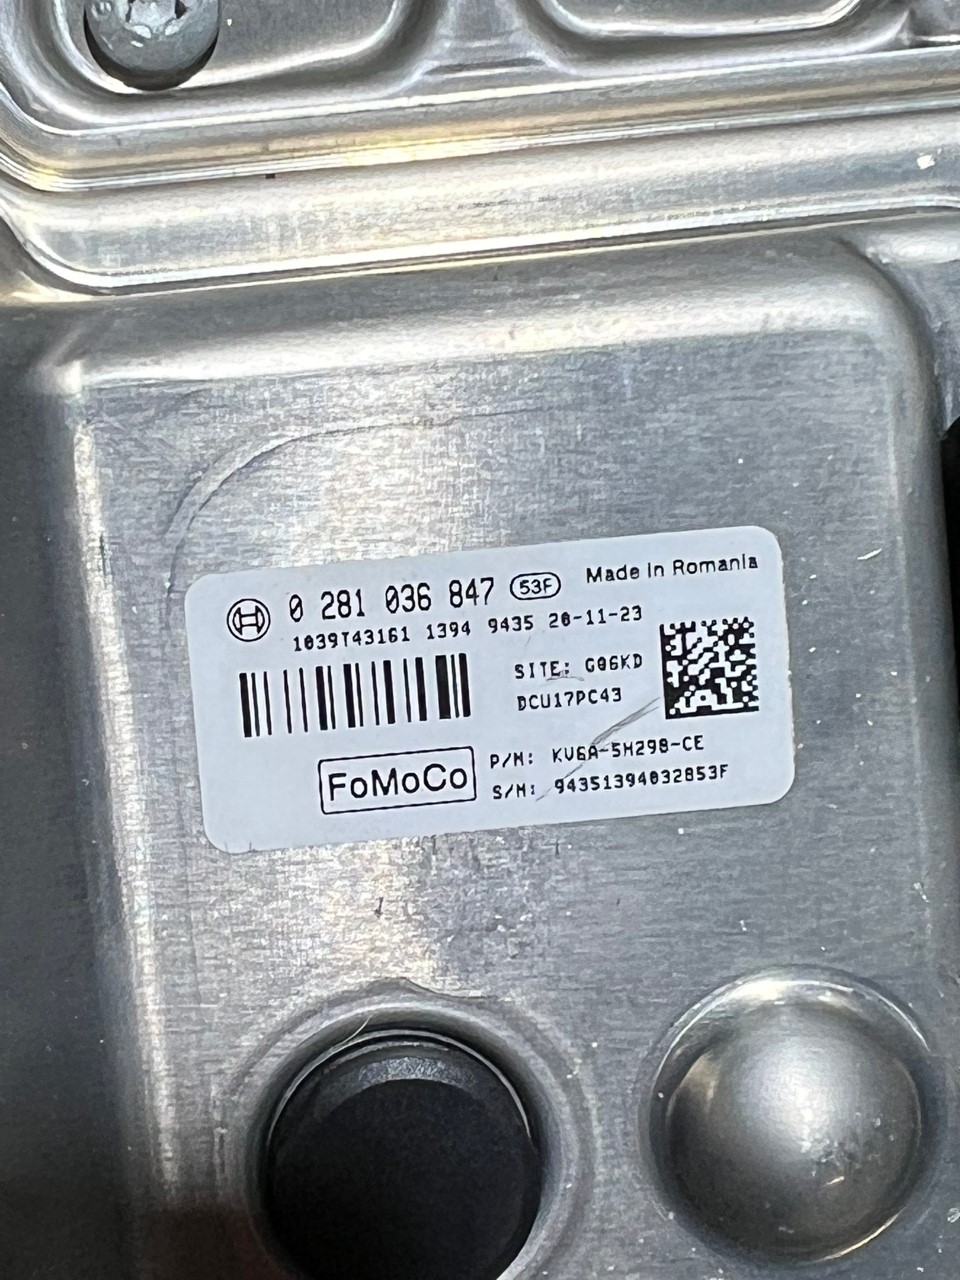 0 281 036 847 53F Made in Romania
1039T43161 1394 9435 20-11-23
SITE: G06KD
DCU17PC43
FoMoCo
P/N: KV6A-5H298-CE
S/N: 94351394032853F